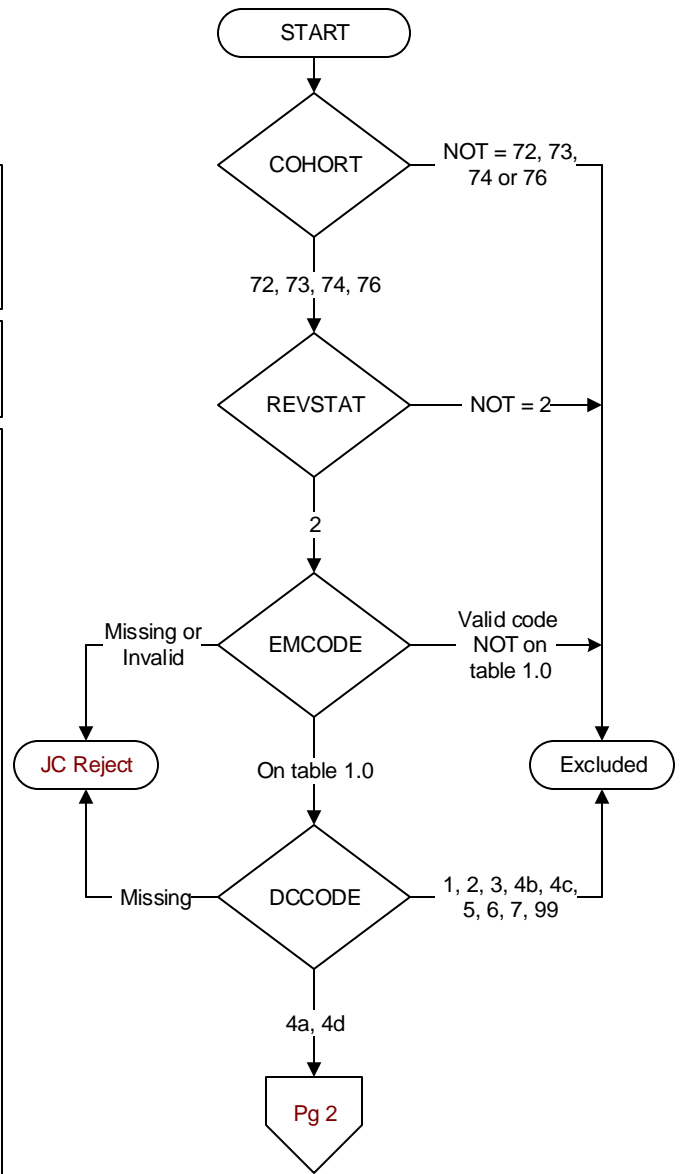 START
COHORT
NOT = 72, 73,
74 or 76
72, 73, 74, 76
REVSTAT
NOT = 2
2
Missing or
Invalid
EMCODE
Valid code
NOT on
table 1.0
JC Reject
On table 1.0
Excluded
Missing
DCCODE
1, 2, 3, 4b, 4c,
5, 6, 7, 99
4a, 4d
Pg 2